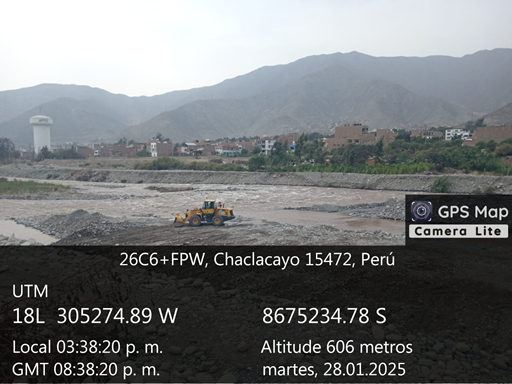 GPS Map
Camera Lite
26C6+FPW, Chaclacayo 15472, Perú
UTM
18L 305274.89 W 8675234.78 S
Local 03:38:20 p. m. Altitude 606 metros
GMT 08:38:20 p. m. martes, 28.01.2025